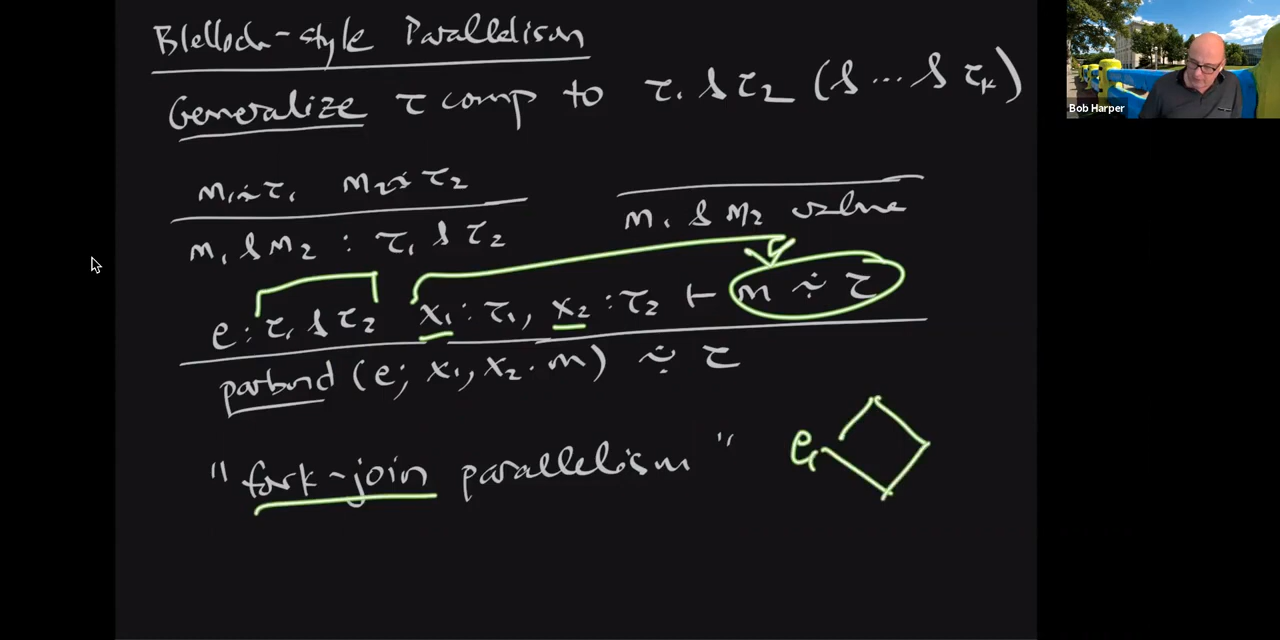 Blelloch-style Parallelism
Generalize τ comp to τ₁ & τ₂ (& ... & τₖ)
m₁ ∻ τ₁ m₂ ∻ τ₂
m₁ & m₂ : τ₁ & τ₂
m₁ & m₂ value
e : τ₁ & τ₂ x₁ : τ₁, x₂ : τ₂ ⊢ m ∻ τ
parbnd (e; x₁, x₂ . m) ∻ τ
"fork-join parallelism" e₁
Bob Harper